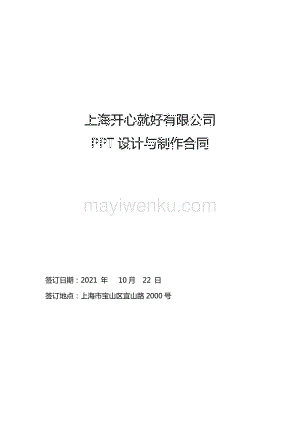 上海开心就好有限公司
PPT 设计与制作合同
mayiwenku.com
签订日期：2021 年 10 月 22 日
签订地点：上海市宝山区宜山路 2000 号